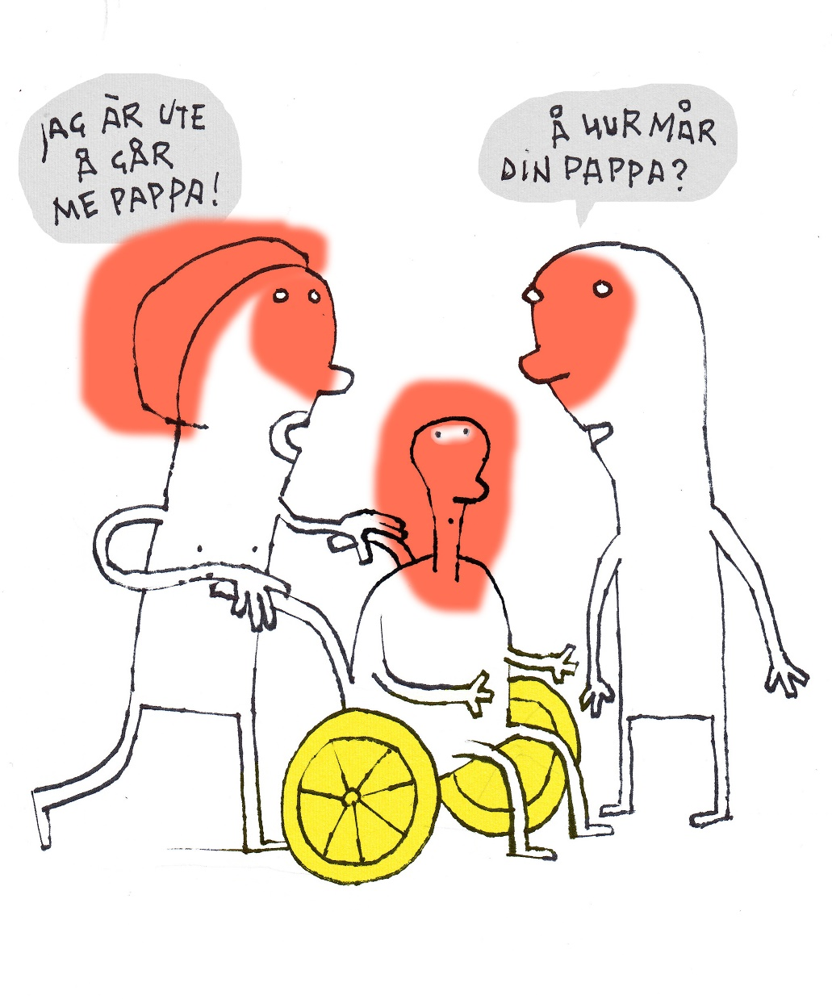 JAG ÄR UTE
Å GÅR
ME PAPPA!
Å HUR MÅR
DIN PAPPA?